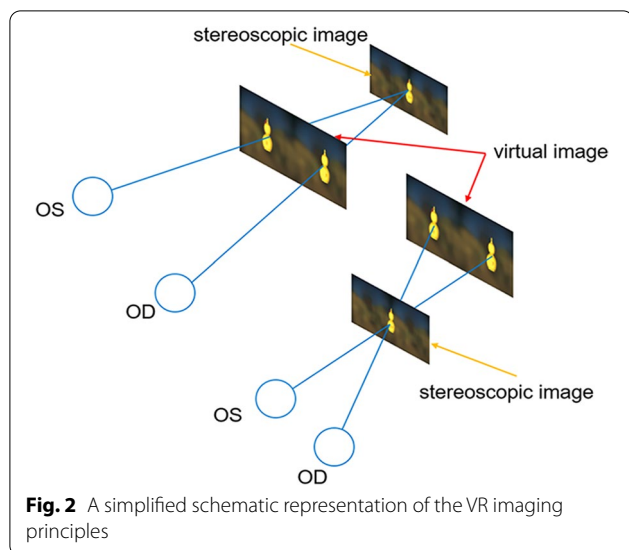 stereoscopic image
virtual image
OS
OD
stereoscopic image
OS
OD
Fig. 2 A simplified schematic representation of the VR imaging
principles